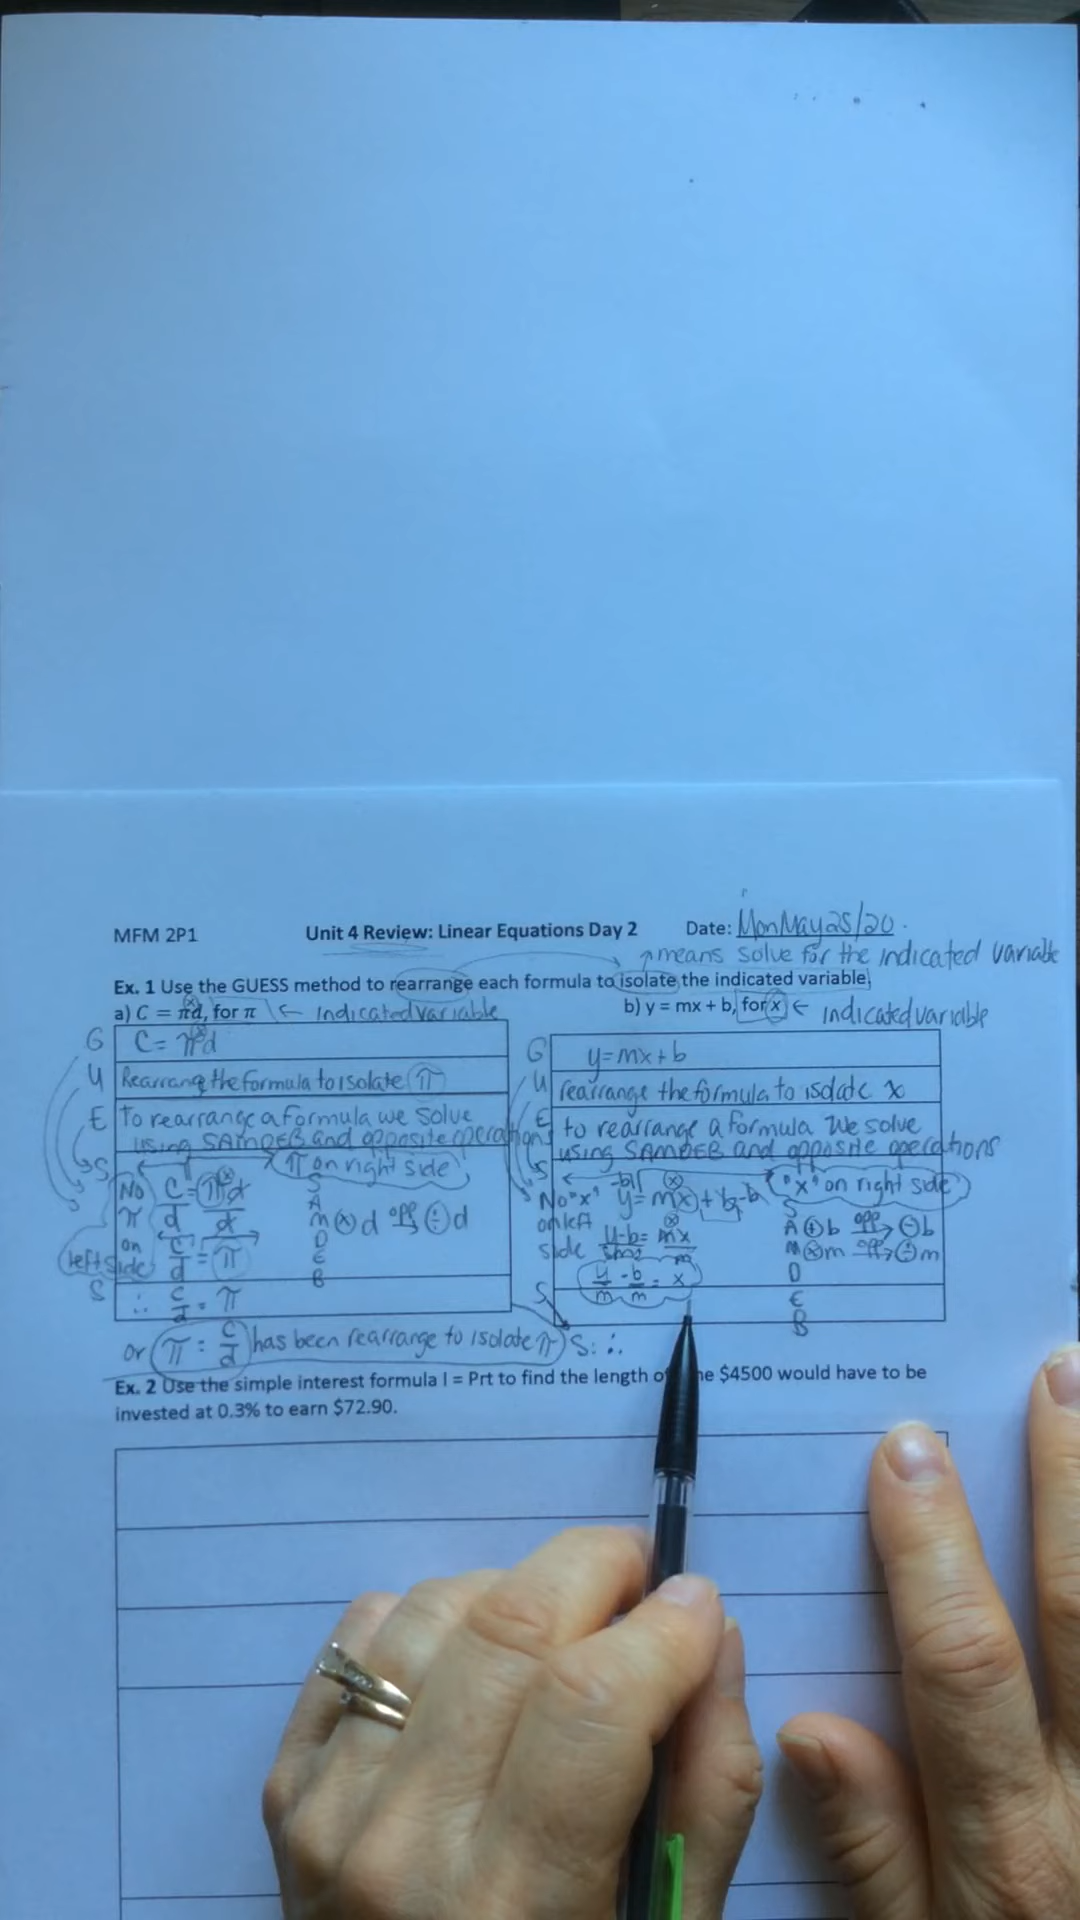 MFM 2P1 Unit 4 Review: Linear Equations Day 2 Date: Mon May 25/20.
↑ means solve for the indicated variable
Ex. 1 Use the GUESS method to rearrange each formula to isolate the indicated variable.
a) C = πd, for π ← indicated variable
b) y = mx + b, for x ← indicated variable
G C = πd
U Rearrange the formula to isolate π
E To rearrange a formula we solve
using SAMDEB and opposite operations
S π on right side
No C = πd
π d d
on C/d = π
left side
S
A
M ⊗ d opp → ÷ d
D
E
B
S ∴ C/d = π
or π = C/d has been rearrange to isolate π
G y = mx + b
U rearrange the formula to isolate x
E to rearrange a formula we solve
using SAMDEB and opposite operations
S "x" on right side
No "x" -b y = mx + b - b
on left y - b = mx
side m m
y/m - b/m = x
S
A ⊕ b opp → ⊖ b
M ⊗ m opp → ÷ m
D
E
B
S
S: ∴
Ex. 2 Use the simple interest formula I = Prt to find the length $4500 would have to be
invested at 0.3% to earn $72.90.